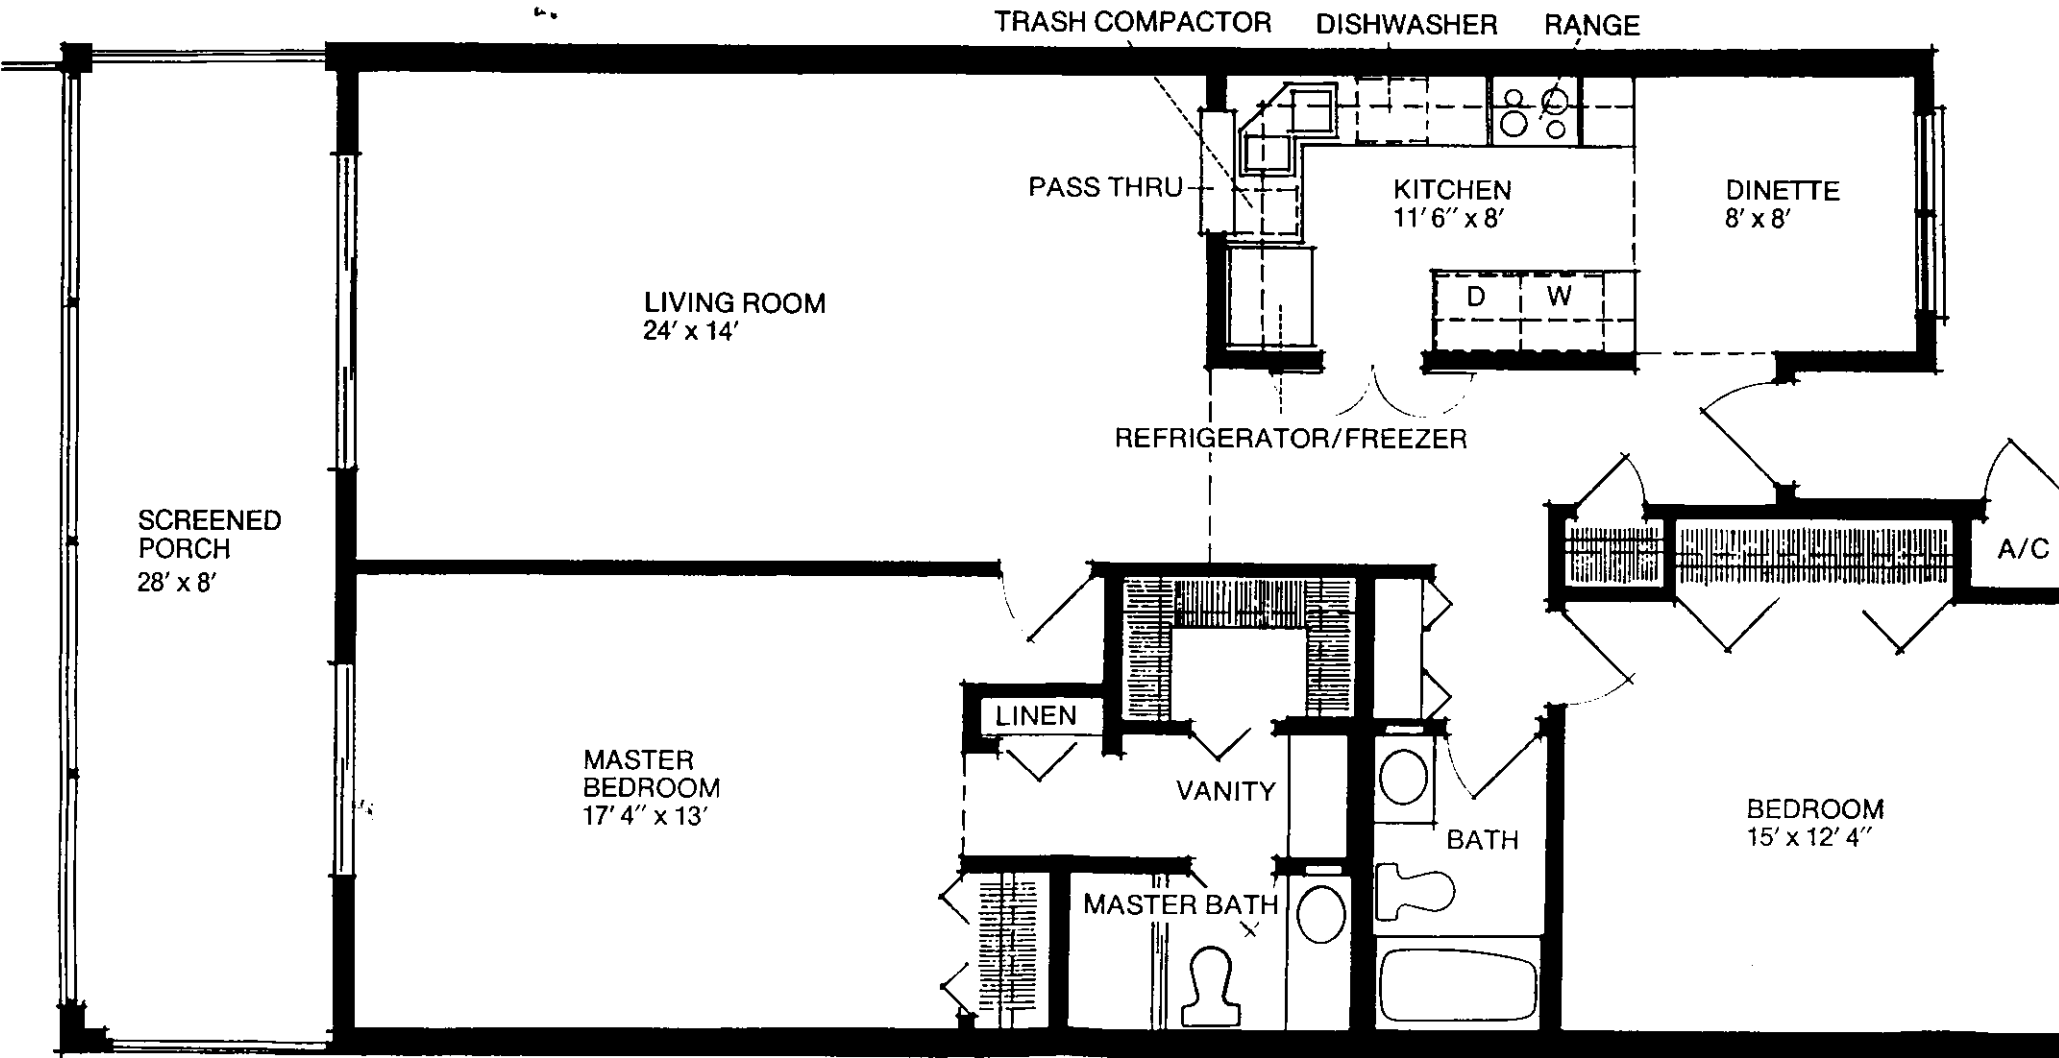 TRASH COMPACTOR
DISHWASHER
RANGE
PASS THRU
KITCHEN
11' 6" x 8'
DINETTE
8' x 8'
D
W
LIVING ROOM
24' x 14'
REFRIGERATOR/FREEZER
SCREENED
PORCH
28' x 8'
A/C
LINEN
MASTER
BEDROOM
17' 4" x 13'
VANITY
BATH
BEDROOM
15' x 12' 4"
MASTER BATH